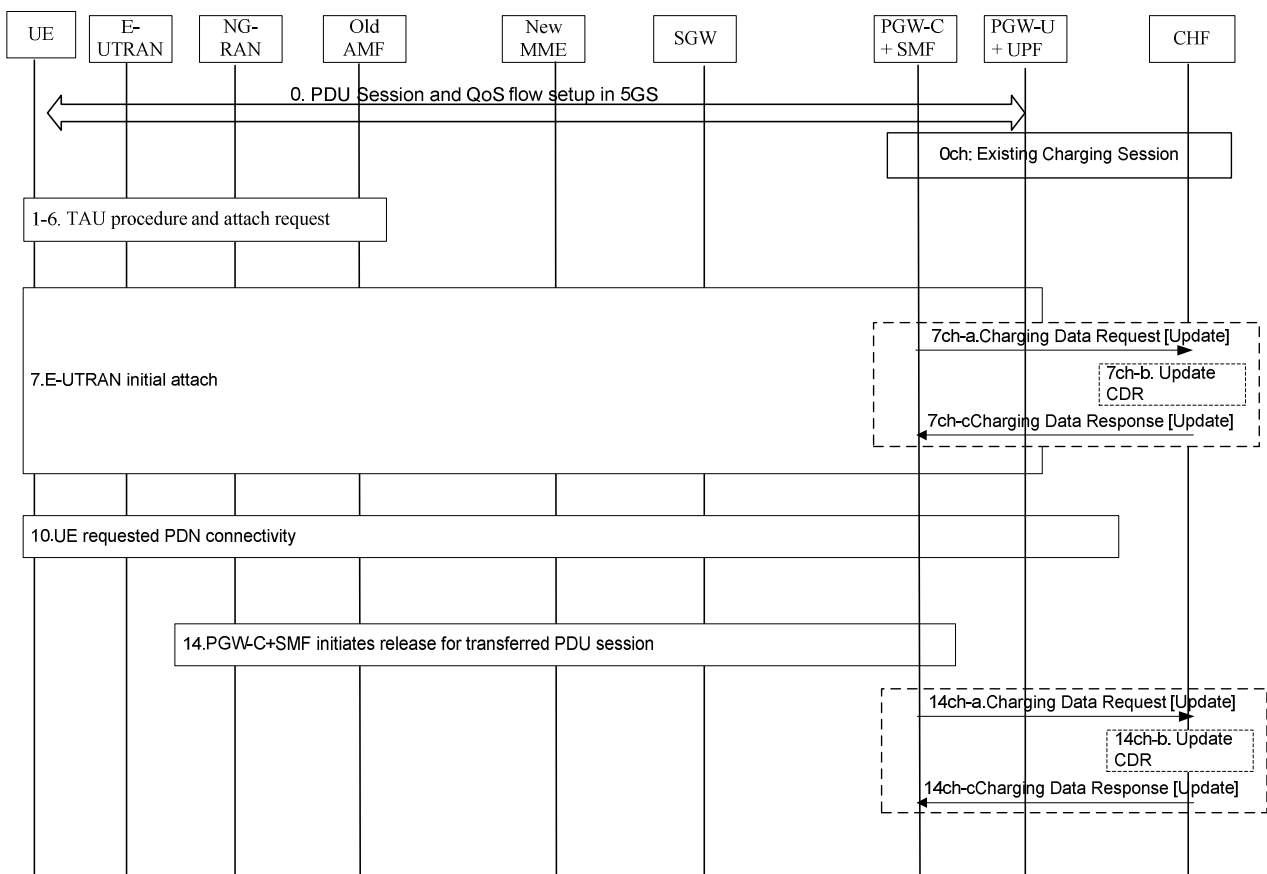 UE
E-
UTRAN
NG-
RAN
Old
AMF
New
MME
SGW
PGW-C
+ SMF
PGW-U
+ UPF
CHF
0. PDU Session and QoS flow setup in 5GS
0ch: Existing Charging Session
1-6. TAU procedure and attach request
7ch-a.Charging Data Request [Update]
7.E-UTRAN initial attach
7ch-b. Update
CDR
7ch-cCharging Data Response [Update]
10.UE requested PDN connectivity
14.PGW-C+SMF initiates release for transferred PDU session
14ch-a.Charging Data Request [Update]
14ch-b. Update
CDR
14ch-cCharging Data Response [Update]